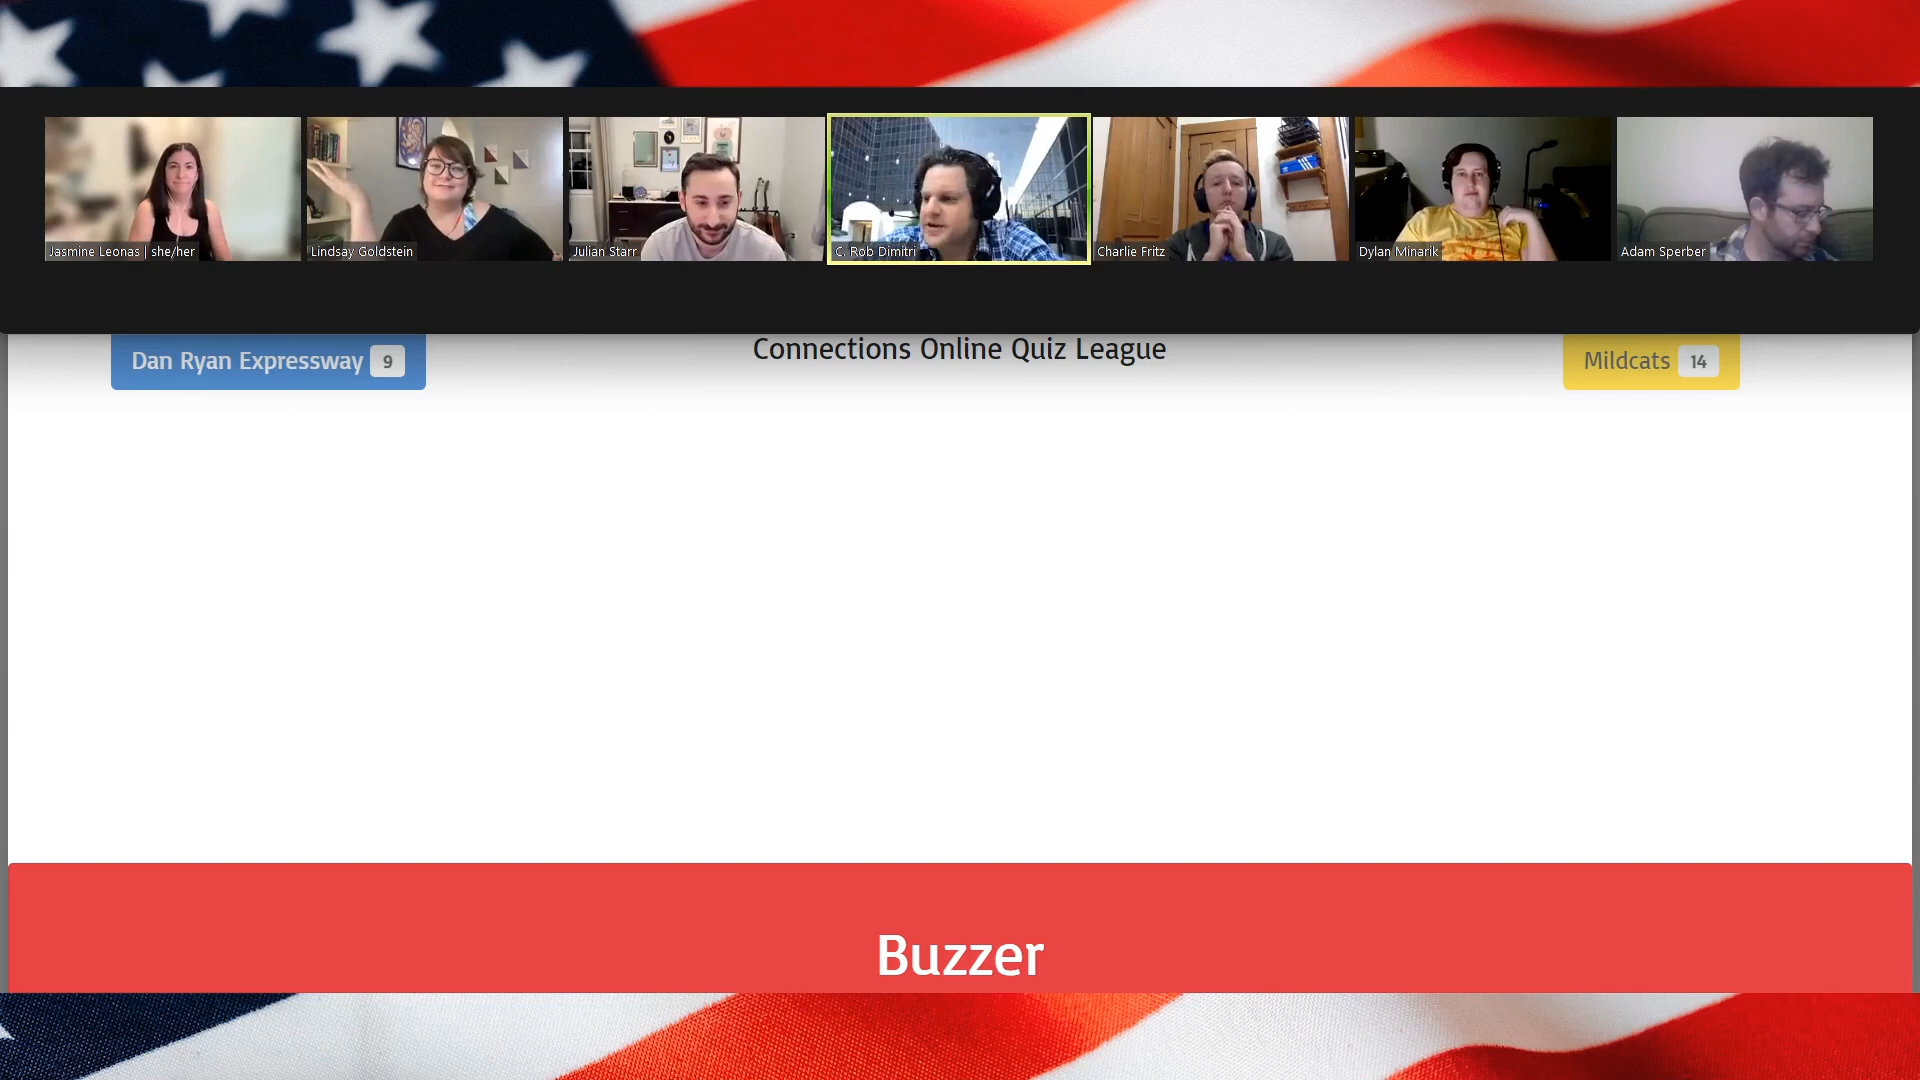 Jasmine Leonas | she/her
Lindsay Goldstein
Julian Starr
C. Rob Dimitri
Charlie Fritz
Dylan Minarik
Adam Sperber
Dan Ryan Expressway 9
Connections Online Quiz League
Mildcats 14
Buzzer